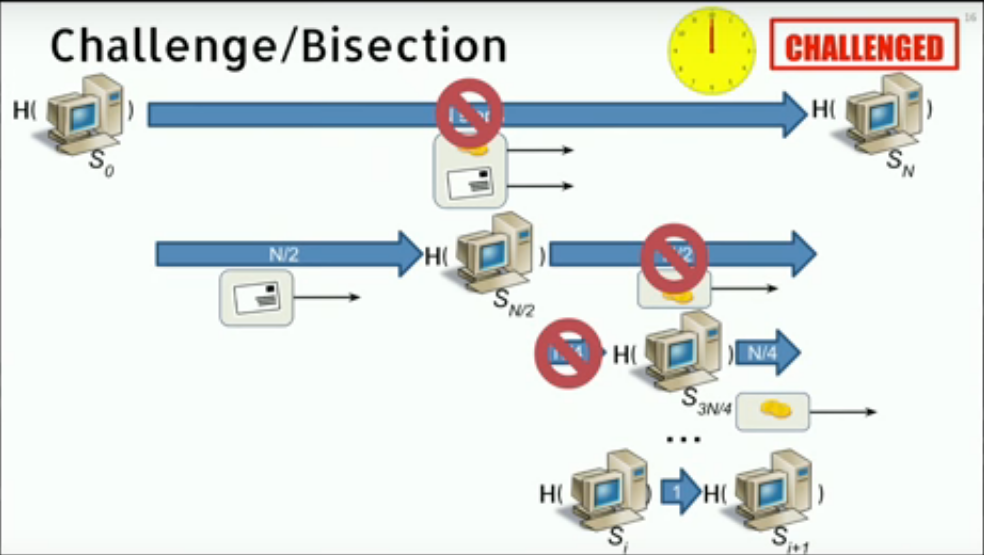 16
Challenge/Bisection
CHALLENGED
H( ) H( )
S0 SN
N/2 H( )
SN/2
H( ) N/4
S3N/4
...
H( ) 1 H( )
Si Si+1